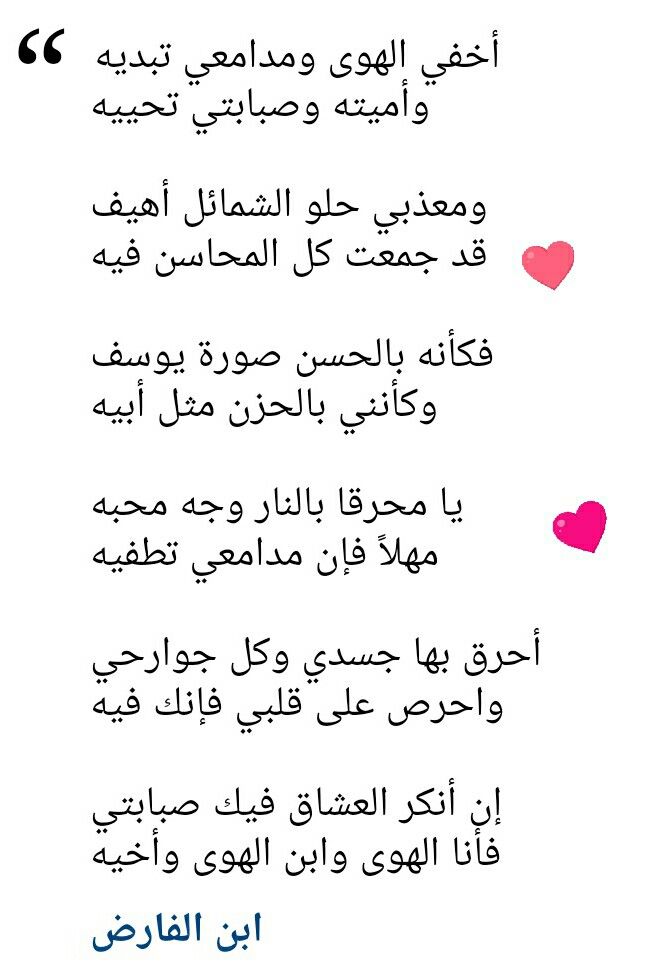 “
أخفي الهوى ومدامعي تبديه
وأميته وصبابتي تحييه
ومعذبي حلو الشمائل أهيف
قد جمعت كل المحاسن فيه
فكأنه بالحسن صورة يوسف
وكأنني بالحزن مثل أبيه
يا محرقا بالنار وجه محبه
مهلاً فإن مدامعي تطفيه
أحرق بها جسدي وكل جوارحي
واحرص على قلبي فإنك فيه
إن أنكر العشاق فيك صبابتي
فأنا الهوى وابن الهوى وأخيه
ابن الفارض